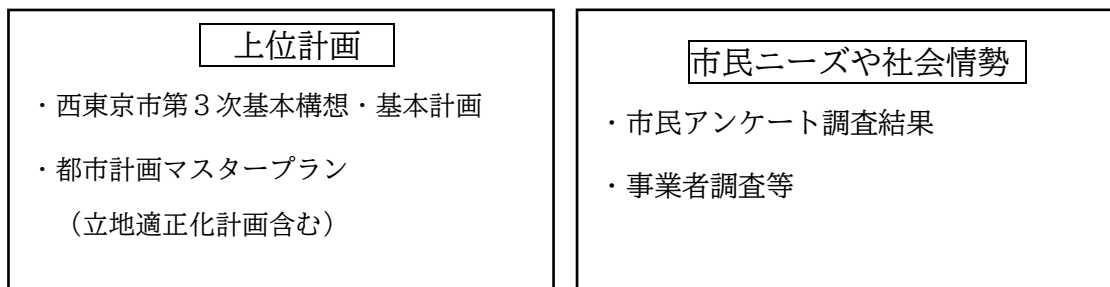 上位計画
・西東京市第３次基本構想・基本計画
・都市計画マスタープラン
（立地適正化計画含む）
市民ニーズや社会情勢
・市民アンケート調査結果
・事業者調査等